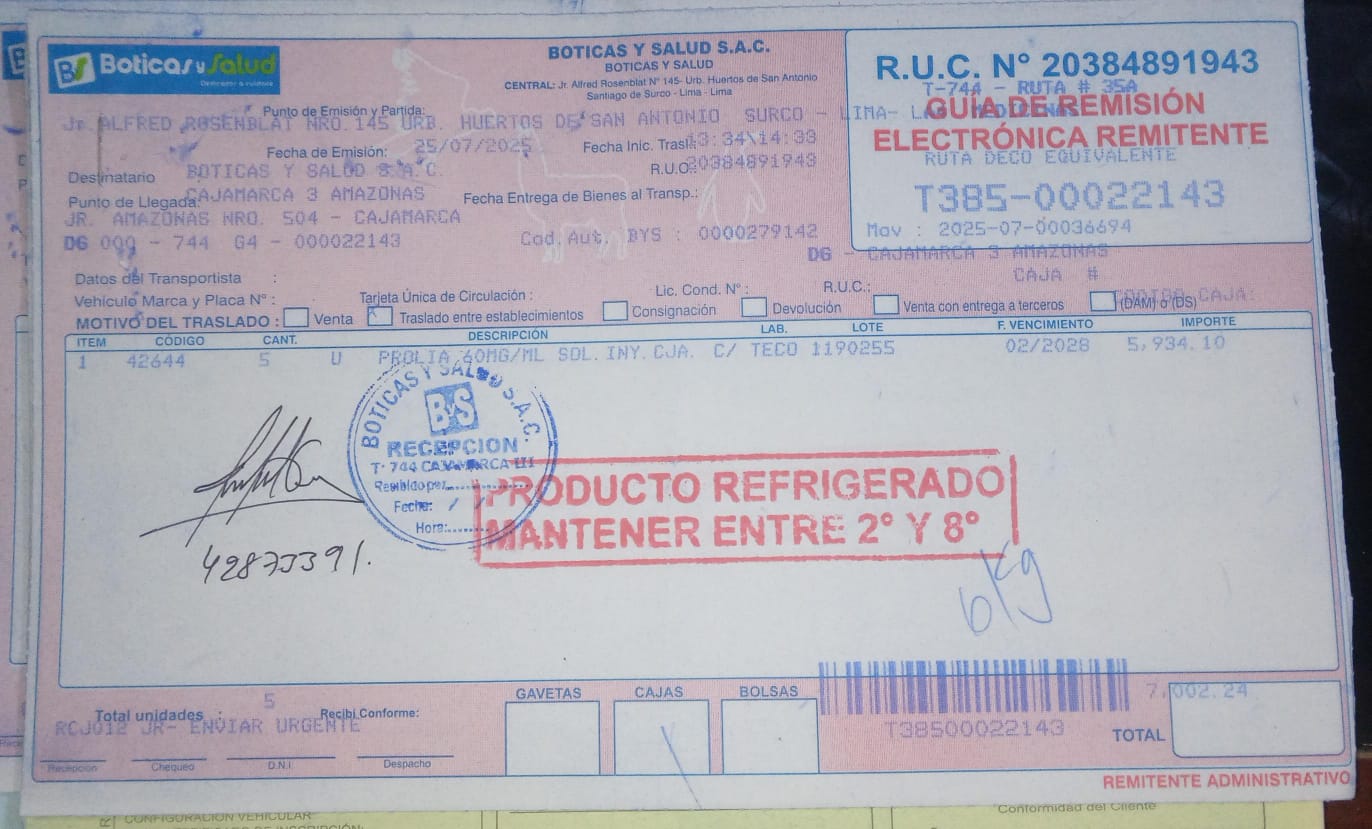 Boticas y Salud
BOTICAS Y SALUD S.A.C.
BOTICAS Y SALUD
CENTRAL: Jr. Alfred Rosenblat N° 145- Urb. Huertos de San Antonio
Santiago de Surco - Lima - Lima
R.U.C. N° 20384891943
T-744 - RUTA # 35A
GUIA DE REMISIÓN
ELECTRÓNICA REMITENTE
RUTA DECO EQUIVALENTE
T385-00022143
Mov : 2025-07-00036694
Punto de Emisión y Partida:
Jr. ALFRED ROSENBLAT NRO.145 URB. HUERTOS DE SAN ANTONIO SURCO - LIMA- 
Fecha de Emisión: 25/07/2025 Fecha Inic. Trasl: 13:34\14:33
Destinatario BOTICAS Y SALUD S.A.C. R.U.C: 20384891943
Punto de Llegada: CAJAMARCA 3 AMAZONAS Fecha Entrega de Bienes al Transp.:
JR. AMAZONAS NRO. 504 - CAJAMARCA
DG 009 - 744 G4 - 000022143 Cod. Aut. BYS : 0000279142
DG - CAJAMARCA 3 AMAZONAS
CAJA #
Datos del Transportista :
Vehículo Marca y Placa N° : Tarjeta Única de Circulación : Lic. Cond. N° : R.U.C.:
MOTIVO DEL TRASLADO : Venta Traslado entre establecimientos Consignación Devolución Venta con entrega a terceros (DAM) o (DS)
ITEM CÓDIGO CANT. DESCRIPCIÓN LAB. LOTE F. VENCIMIENTO IMPORTE
1 42644 5 U PROLIA 60MG/ML SOL. INY. CJA. C/ TECO 1190255 02/2028 5,934.10
BOTICAS Y SALUD S.A.C.
ByS
RECEPCION
T- 744 CAJAMARCA III
Recibido por:
Fecha: / /
Hora:
PRODUCTO REFRIGERADO
MANTENER ENTRE 2° Y 8°
6kg
GAVETAS CAJAS BOLSAS
Total unidades : 5 Recibi Conforme:
RCJ012 JR- ENVIAR URGENTE
T38500022143
7,002.24
TOTAL
Recepción Chequeo D.N.I. Despacho
REMITENTE ADMINISTRATIVO
CONFIGURACIÓN VEHICULAR
Conformidad del Cliente